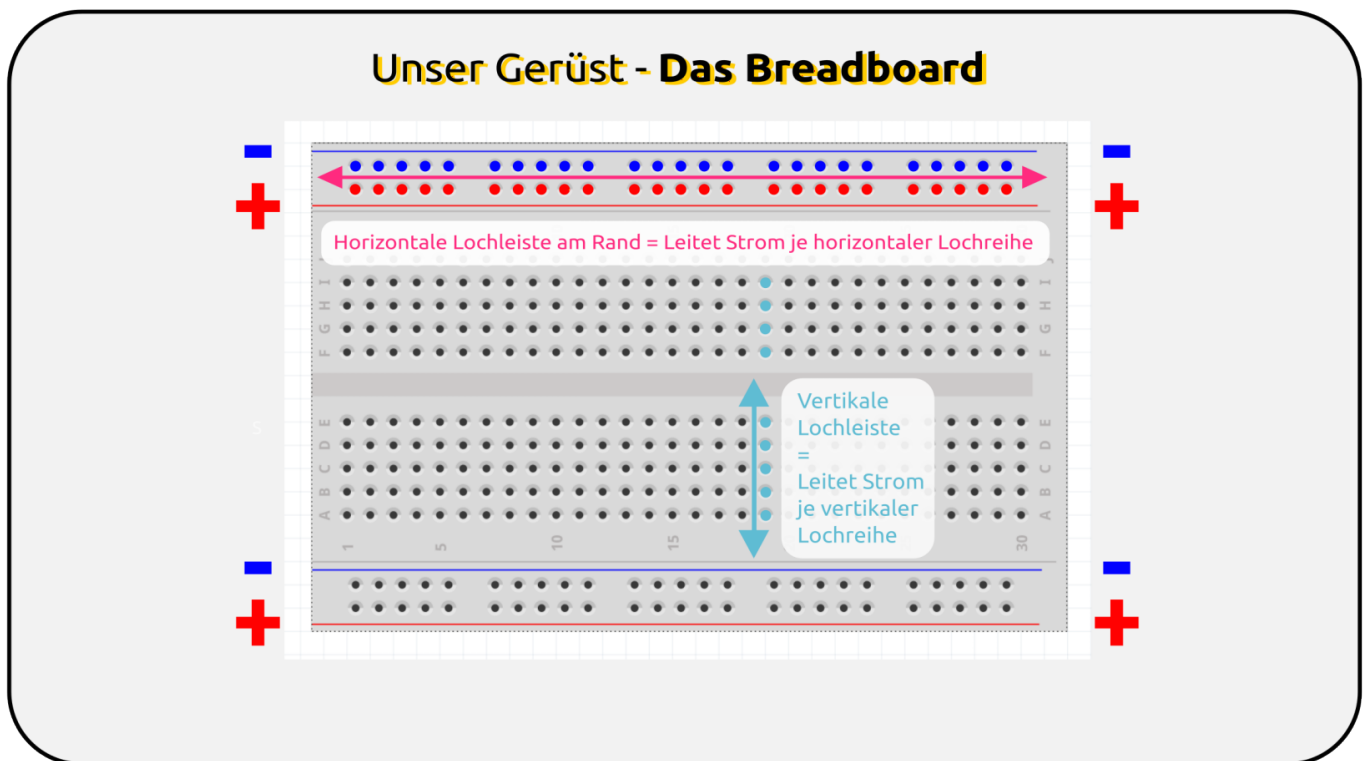 Unser Gerüst - Das Breadboard
- -
+ +
Horizontale Lochleiste am Rand = Leitet Strom je horizontaler Lochreihe
J
I I
H H
G G
F F
Vertikale
Lochleiste
=
Leitet Strom
je vertikaler
Lochreihe
5
E E
D D
C C
B B
A A
1 5 10 15 30
- -
+ +